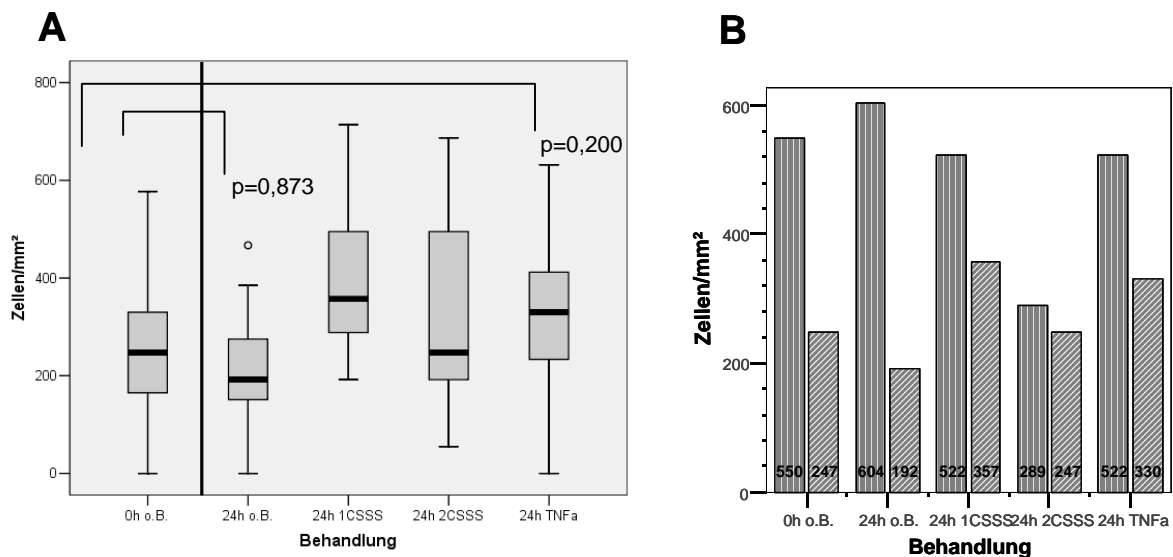 A
800
600
400
200
0
Zellen/mm²
p=0,873
p=0,200
0h o.B. 24h o.B. 24h 1CSSS 24h 2CSSS 24h TNFa
Behandlung
B
600
400
200
0
Zellen/mm²
550 247 604 192 522 357 289 247 522 330
0h o.B. 24h o.B. 24h 1CSSS 24h 2CSSS 24h TNFa
Behandlung